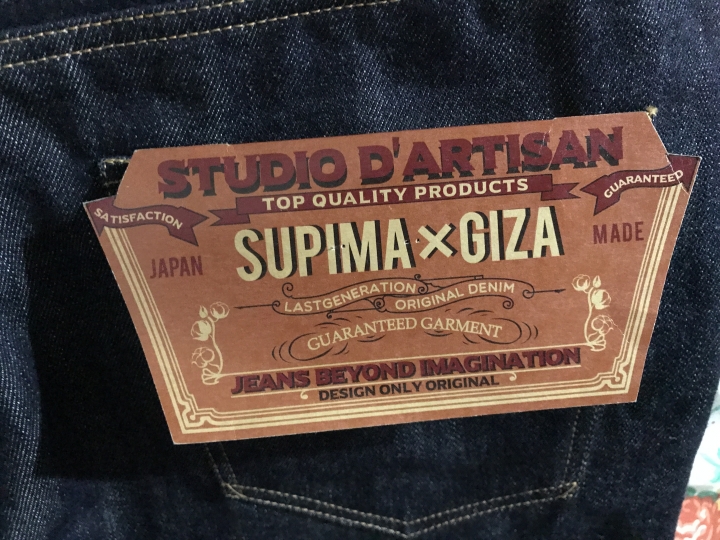 STUDIO D'ARTISAN
TOP QUALITY PRODUCTS
SATISFACTION
GUARANTEED
SUPIMA×GIZA
JAPAN
MADE
LASTGENERATION ORIGINAL DENIM
GUARANTEED GARMENT
JEANS BEYOND IMAGINATION
DESIGN ONLY ORIGINAL